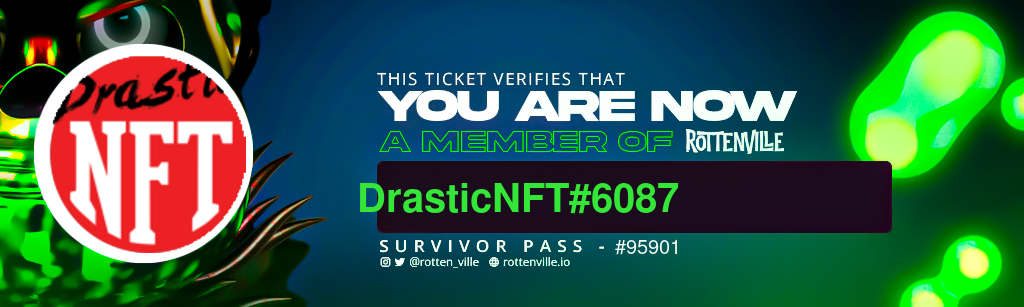 Drastic
NFT
THIS TICKET VERIFIES THAT
YOU ARE NOW
A MEMBER OF ROTTENVILLE
DrasticNFT#6087
SURVIVOR PASS - #95901
@rotten_ville rottenville.io